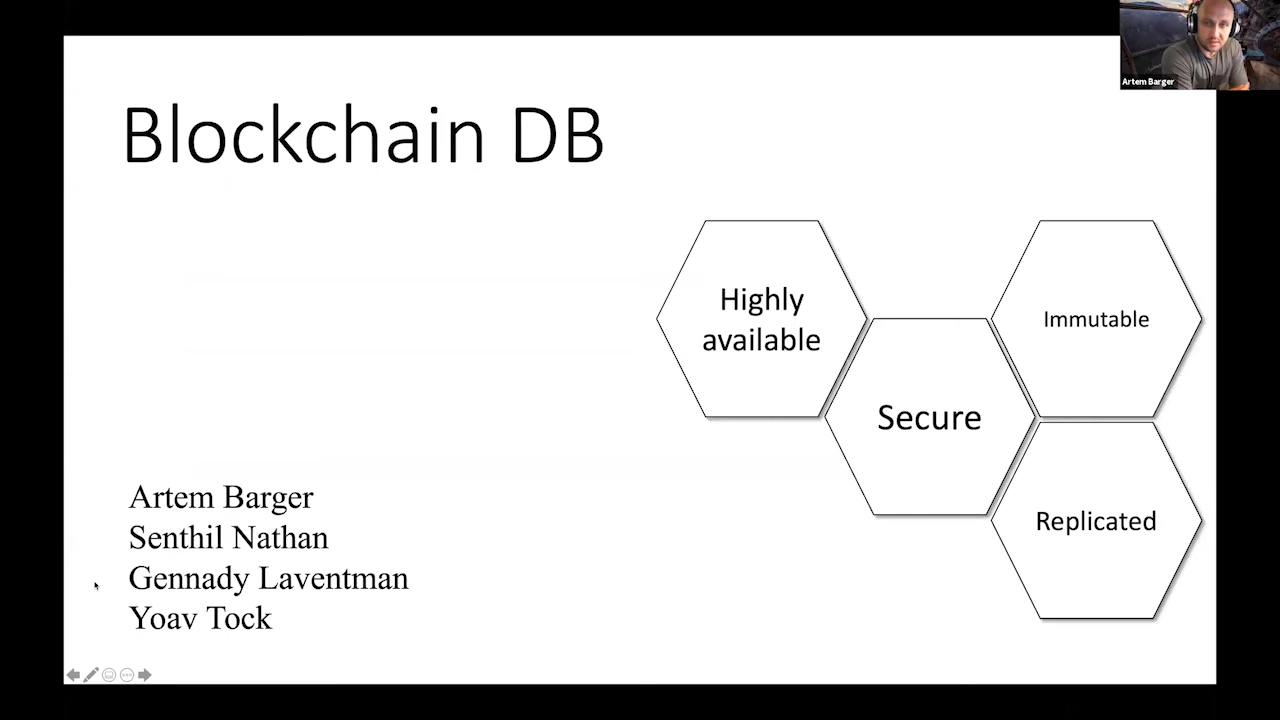 Artem Barger
Blockchain DB
Highly
available
Immutable
Secure
Replicated
Artem Barger
Senthil Nathan
Gennady Laventman
Yoav Tock